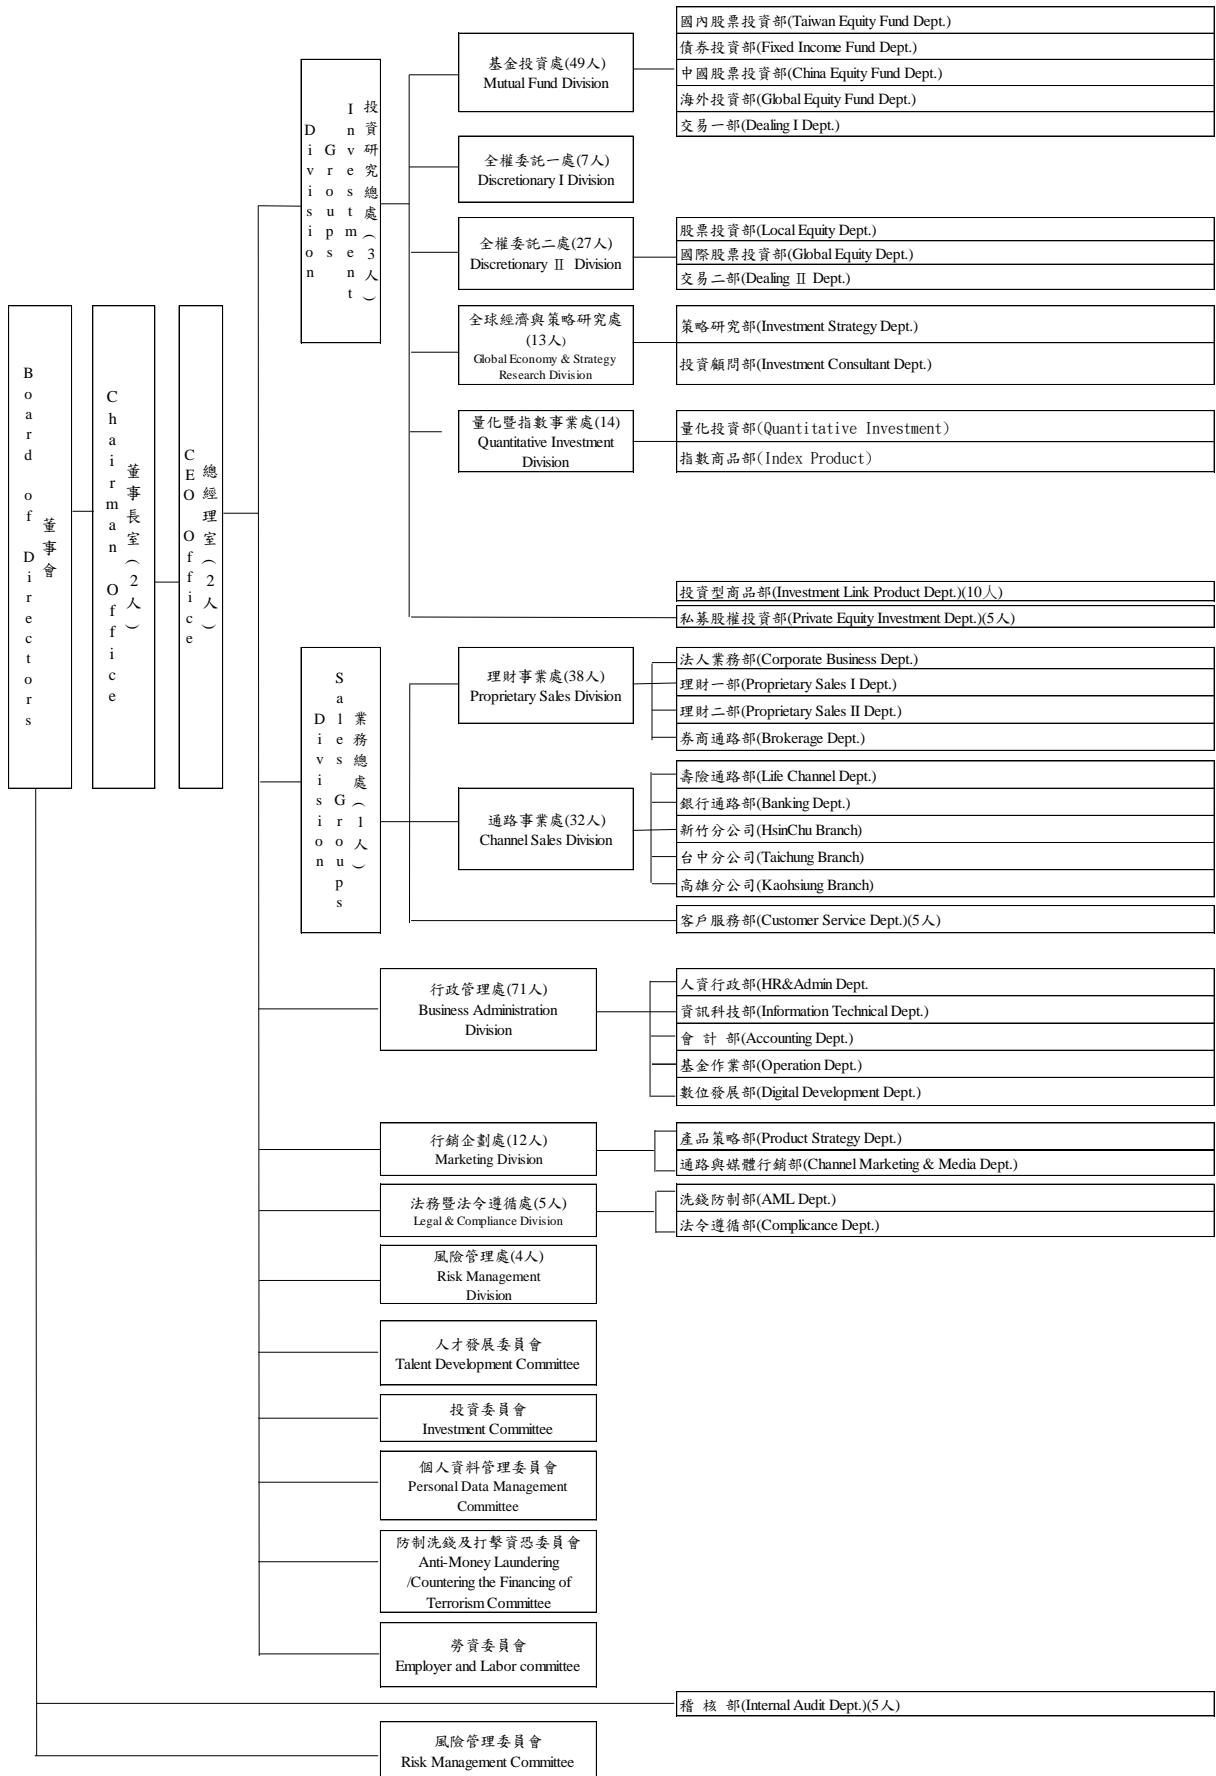 Board of Directors
董事會
Chairman Office
董事長室(2人)
CEO Office
總經理室(2人)
Investment Groups Division
投資研究總處(3人)
基金投資處(49人)
Mutual Fund Division
國內股票投資部(Taiwan Equity Fund Dept.)
債券投資部(Fixed Income Fund Dept.)
中國股票投資部(China Equity Fund Dept.)
海外投資部(Global Equity Fund Dept.)
交易一部(Dealing I Dept.)
全權委託一處(7人)
Discretionary I Division
全權委託二處(27人)
Discretionary Ⅱ Division
股票投資部(Local Equity Dept.)
國際股票投資部(Global Equity Dept.)
交易二部(Dealing Ⅱ Dept.)
全球經濟與策略研究處
(13人)
Global Economy & Strategy
Research Division
策略研究部(Investment Strategy Dept.)
投資顧問部(Investment Consultant Dept.)
量化暨指數事業處(14)
Quantitative Investment
Division
量化投資部(Quantitative Investment)
指數商品部(Index Product)
投資型商品部(Investment Link Product Dept.)(10人)
私募股權投資部(Private Equity Investment Dept.)(5人)
Sales Groups Division
業務總處(1人)
理財事業處(38人)
Proprietary Sales Division
法人業務部(Corporate Business Dept.)
理財一部(Proprietary Sales I Dept.)
理財二部(Proprietary Sales II Dept.)
券商通路部(Brokerage Dept.)
通路事業處(32人)
Channel Sales Division
壽險通路部(Life Channel Dept.)
銀行通路部(Banking Dept.)
新竹分公司(HsinChu Branch)
台中分公司(Taichung Branch)
高雄分公司(Kaohsiung Branch)
客戶服務部(Customer Service Dept.)(5人)
行政管理處(71人)
Business Administration
Division
人資行政部(HR&Admin Dept.
資訊科技部(Information Technical Dept.)
會 計 部(Accounting Dept.)
基金作業部(Operation Dept.)
數位發展部(Digital Development Dept.)
行銷企劃處(12人)
Marketing Division
產品策略部(Product Strategy Dept.)
通路與媒體行銷部(Channel Marketing & Media Dept.)
法務暨法令遵循處(5人)
Legal & Compliance Division
洗錢防制部(AML Dept.)
法令遵循部(Complicance Dept.)
風險管理處(4人)
Risk Management
Division
人才發展委員會
Talent Development Committee
投資委員會
Investment Committee
個人資料管理委員會
Personal Data Management
Committee
防制洗錢及打擊資恐委員會
Anti-Money Laundering
/Countering the Financing of
Terrorism Committee
勞資委員會
Employer and Labor committee
稽 核 部(Internal Audit Dept.)(5人)
風險管理委員會
Risk Management Committee